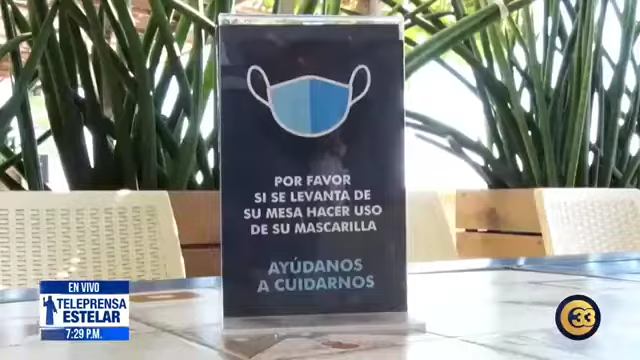 POR FAVOR
SI SE LEVANTA DE
SU MESA HACER USO
DE SU MASCARILLA
AYÚDANOS
A CUIDARNOS
EN VIVO
TELEPRENSA
ESTELAR
7:29 P.M.
33